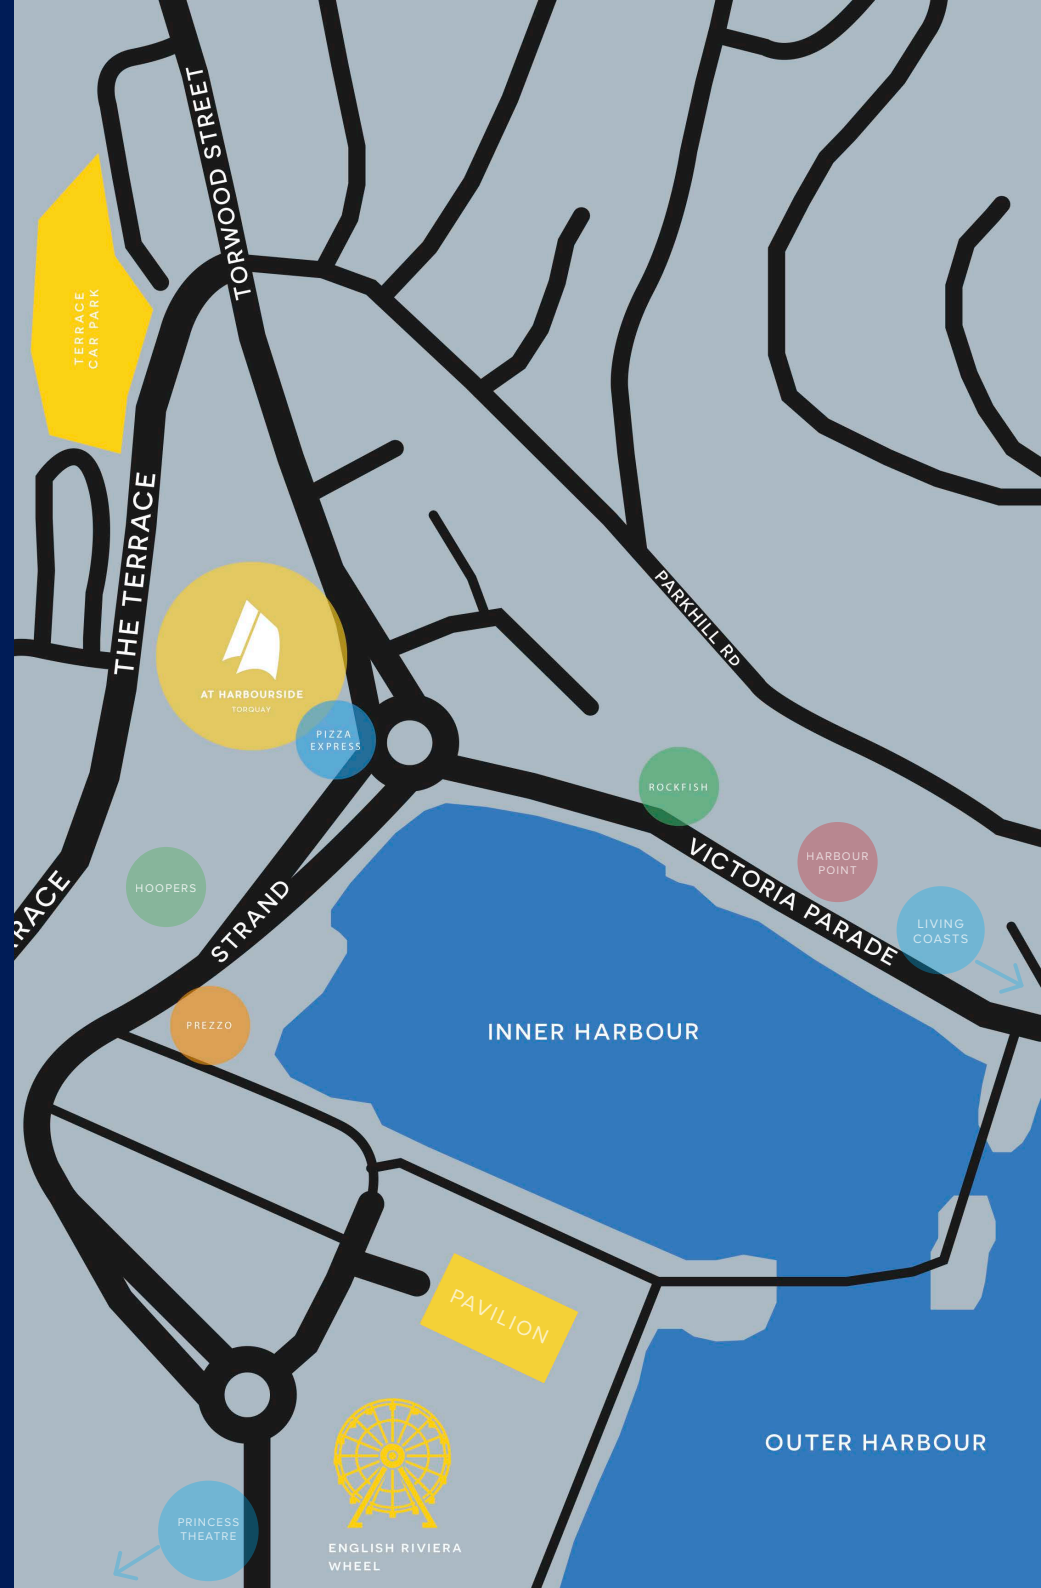 TORWOOD STREET
TERRACE
CAR PARK
THE TERRACE
PARKHILL RD
AT HARBOURSIDE
TORQUAY
PIZZA
EXPRESS
ROCKFISH
HARBOUR
POINT
VICTORIA PARADE
HOOPERS
RACE
STRAND
LIVING
COASTS
PREZZO
INNER HARBOUR
PAVILION
OUTER HARBOUR
PRINCESS
THEATRE
ENGLISH RIVIERA
WHEEL